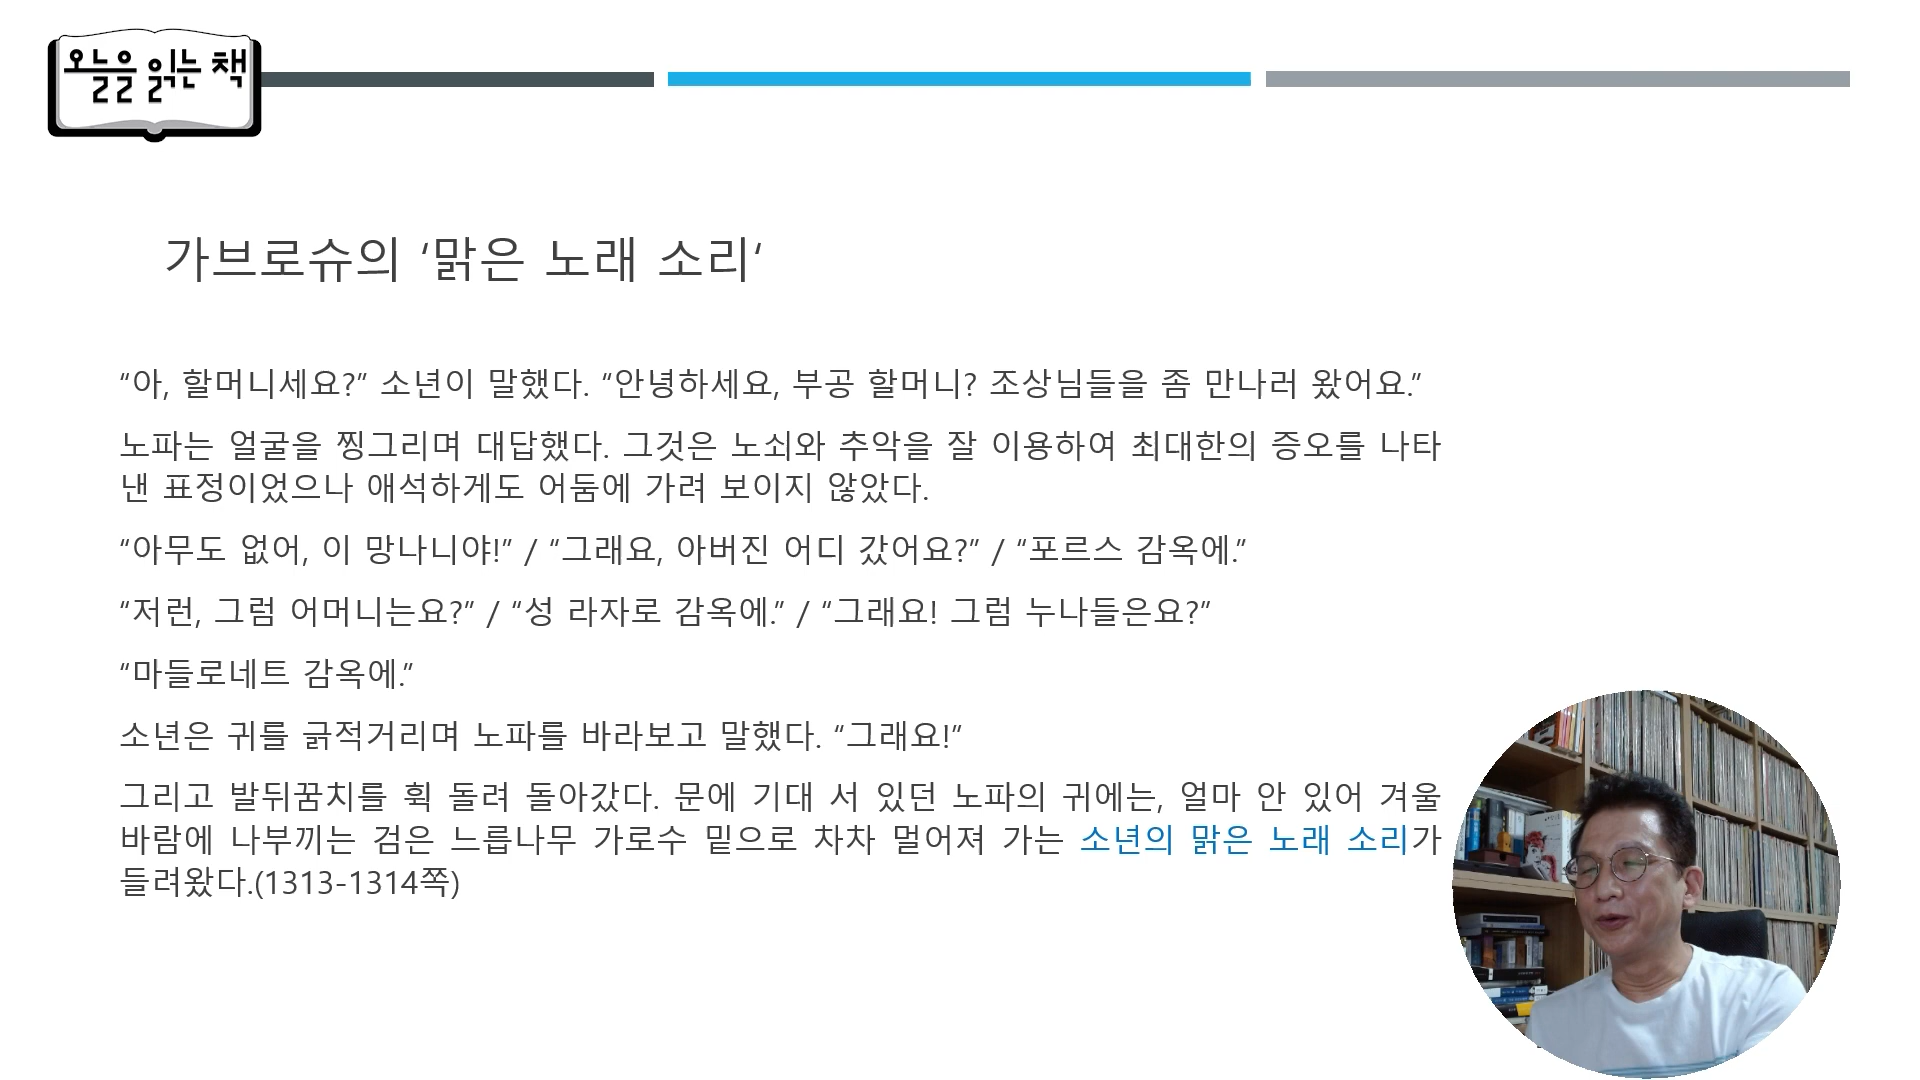 오늘을 읽는 책
가브로슈의 ‘맑은 노래 소리‘
“아, 할머니세요?” 소년이 말했다. “안녕하세요, 부공 할머니? 조상님들을 좀 만나러 왔어요.”
노파는 얼굴을 찡그리며 대답했다. 그것은 노쇠와 추악을 잘 이용하여 최대한의 증오를 나타
낸 표정이었으나 애석하게도 어둠에 가려 보이지 않았다.
“아무도 없어, 이 망나니야!” / “그래요, 아버진 어디 갔어요?” / “포르스 감옥에.”
“저런, 그럼 어머니는요?” / “성 라자로 감옥에.” / “그래요! 그럼 누나들은요?”
“마들로네트 감옥에.”
소년은 귀를 긁적거리며 노파를 바라보고 말했다. “그래요!”
그리고 발뒤꿈치를 휙 돌려 돌아갔다. 문에 기대 서 있던 노파의 귀에는, 얼마 안 있어 겨울
바람에 나부끼는 검은 느릅나무 가로수 밑으로 차차 멀어져 가는 소년의 맑은 노래 소리가
들려왔다.(1313-1314쪽)